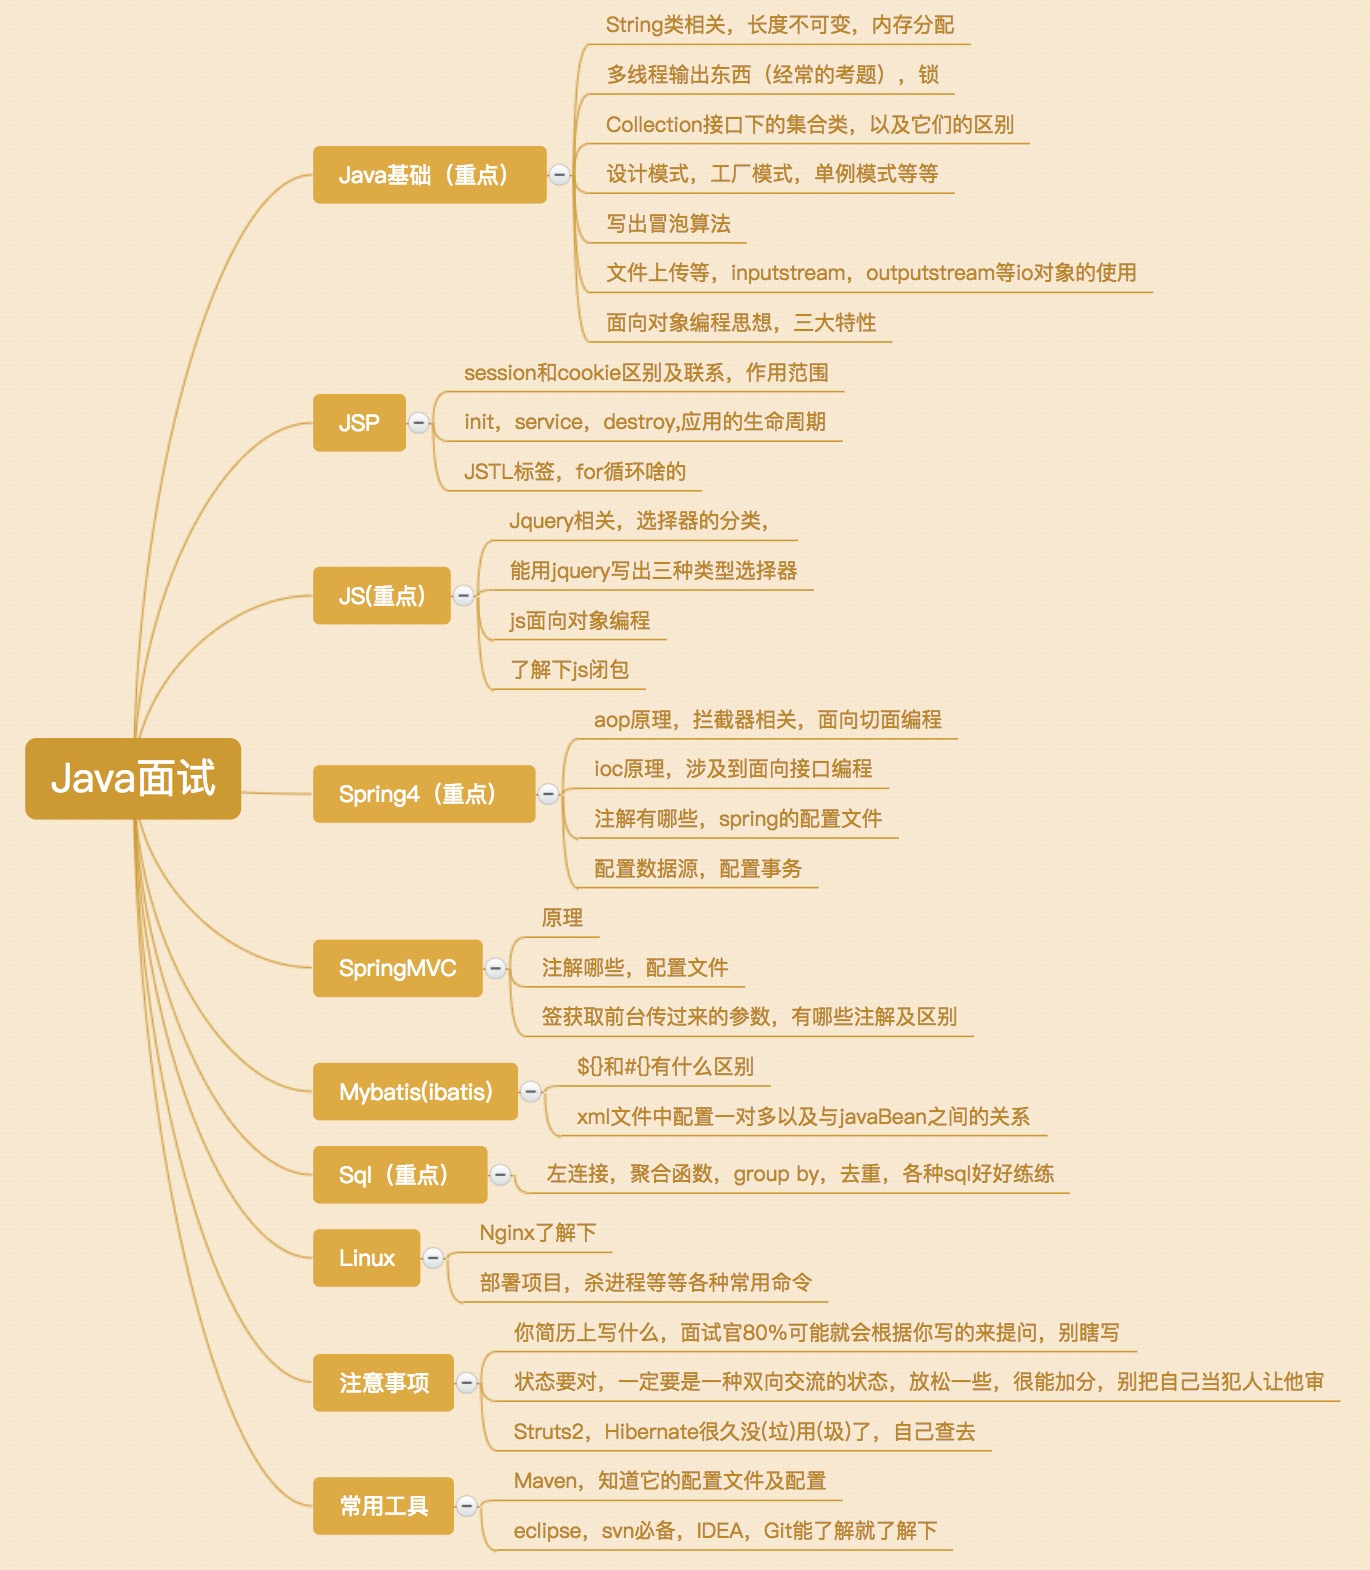 Java面试
Java基础（重点）
String类相关，长度不可变，内存分配
多线程输出东西（经常的考题），锁
Collection接口下的集合类，以及它们的区别
设计模式，工厂模式，单例模式等等
写出冒泡算法
文件上传等，inputstream，outputstream等io对象的使用
面向对象编程思想，三大特性
JSP
session和cookie区别及联系，作用范围
init，service，destroy,应用的生命周期
JSTL标签，for循环啥的
JS(重点）
Jquery相关，选择器的分类，
能用jquery写出三种类型选择器
js面向对象编程
了解下js闭包
Spring4（重点）
aop原理，拦截器相关，面向切面编程
ioc原理，涉及到面向接口编程
注解有哪些，spring的配置文件
配置数据源，配置事务
SpringMVC
原理
注解哪些，配置文件
签获取前台传过来的参数，有哪些注解及区别
Mybatis(ibatis）
${}和#{}有什么区别
xml文件中配置一对多以及与javaBean之间的关系
Sql（重点）
左连接，聚合函数，group by，去重，各种sql好好练练
Linux
Nginx了解下
部署项目，杀进程等等各种常用命令
注意事项
你简历上写什么，面试官80%可能就会根据你写的来提问，别瞎写
状态要对，一定要是一种双向交流的状态，放松一些，很能加分，别把自己当犯人让他审
Struts2，Hibernate很久没(垃)用(圾)了，自己查去
常用工具
Maven，知道它的配置文件及配置
eclipse，svn必备，IDEA，Git能了解就了解下